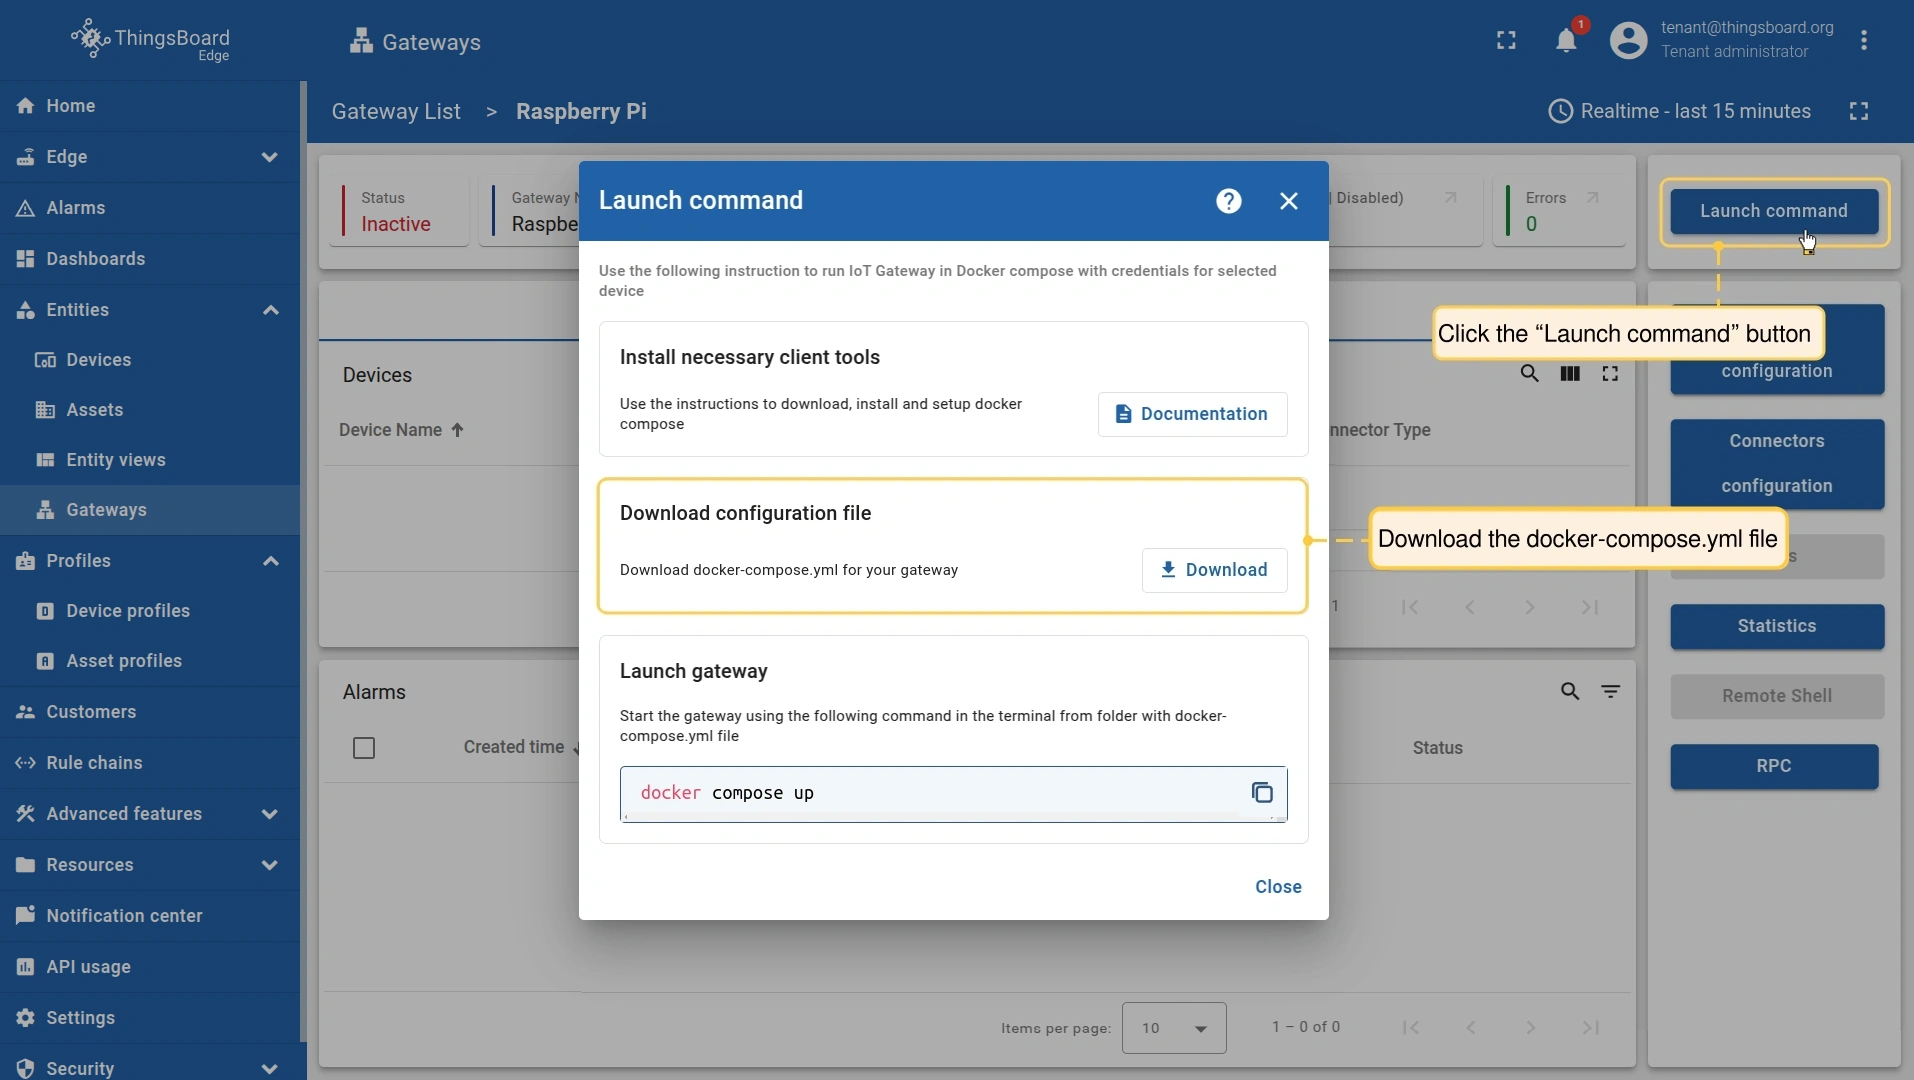 ThingsBoard
Edge
Gateways
1
tenant@thingsboard.org
Tenant administrator
Home
Edge
Alarms
Dashboards
Entities
Devices
Assets
Entity views
Gateways
Profiles
Device profiles
Asset profiles
Customers
Rule chains
Advanced features
Resources
Notification center
API usage
Settings
Security
Gateway List > Raspberry Pi
Realtime - last 15 minutes
Status
Inactive
Gateway
Raspbe
| Disabled)
Errors
0
Launch command
Click the “Launch command” button
configuration
Connectors
configuration
Statistics
Remote Shell
RPC
Devices
Device Name
nnector Type
1
Alarms
Created time
Status
Items per page:
10
1 – 0 of 0
Launch command
?
Use the following instruction to run IoT Gateway in Docker compose with credentials for selected
device
Install necessary client tools
Use the instructions to download, install and setup docker
compose
Documentation
Download configuration file
Download docker-compose.yml for your gateway
Download
Download the docker-compose.yml file
Launch gateway
Start the gateway using the following command in the terminal from folder with docker-
compose.yml file
docker compose up
Close